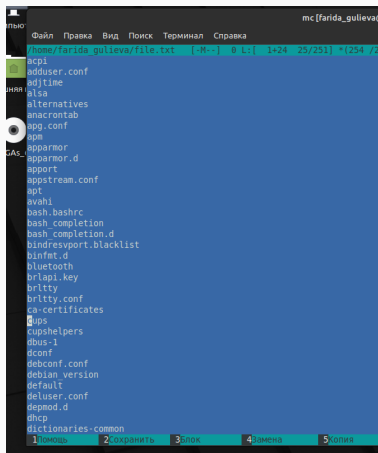 mc [farida_gulieva@
Файл Правка Вид Поиск Терминал Справка
/home/farida_gulieva/file.txt [-M--] 0 L:[ 1+24 25/251] *(254 /2
acpi
adduser.conf
adjtime
alsa
alternatives
anacrontab
apg.conf
apm
apparmor
apparmor.d
apport
appstream.conf
apt
avahi
bash.bashrc
bash_completion
bash_completion.d
bindresvport.blacklist
binfmt.d
bluetooth
brlapi.key
brltty
brltty.conf
ca-certificates
cups
cupshelpers
dbus-1
dconf
debconf.conf
debian_version
default
deluser.conf
depmod.d
dhcp
dictionaries-common
1Помощь 2Сохранить 3Блок 4Замена 5Копия